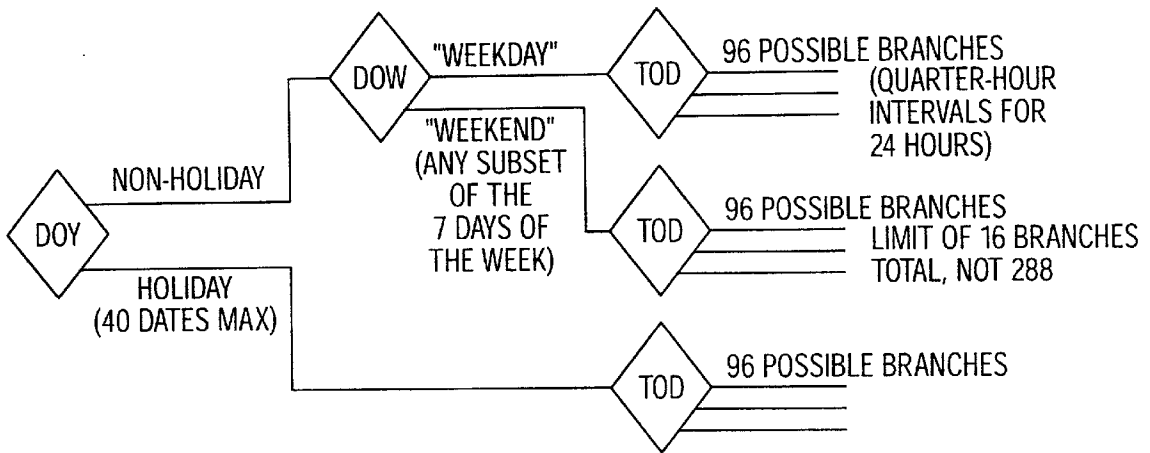 DOY
NON-HOLIDAY
HOLIDAY
(40 DATES MAX)
DOW
"WEEKDAY"
"WEEKEND"
(ANY SUBSET
OF THE
7 DAYS OF
THE WEEK)
TOD
96 POSSIBLE BRANCHES
(QUARTER-HOUR
INTERVALS FOR
24 HOURS)
TOD
96 POSSIBLE BRANCHES
LIMIT OF 16 BRANCHES
TOTAL, NOT 288
TOD
96 POSSIBLE BRANCHES